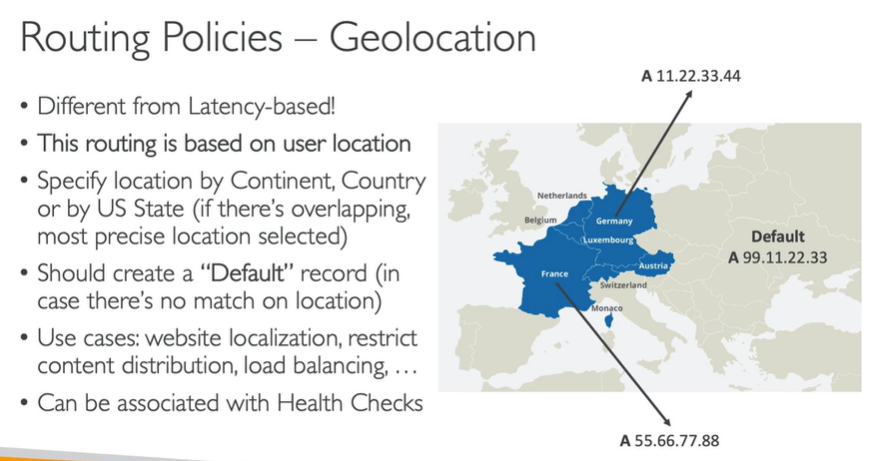 Routing Policies – Geolocation
• Different from Latency-based!
• This routing is based on user location
• Specify location by Continent, Country
or by US State (if there's overlapping,
most precise location selected)
• Should create a “Default” record (in
case there's no match on location)
• Use cases: website localization, restrict
content distribution, load balancing, …
• Can be associated with Health Checks
A 11.22.33.44
Netherlands
Belgium
Germany
Luxembourg
Default
A 99.11.22.33
Austria
France
Switzerland
Monaco
A 55.66.77.88